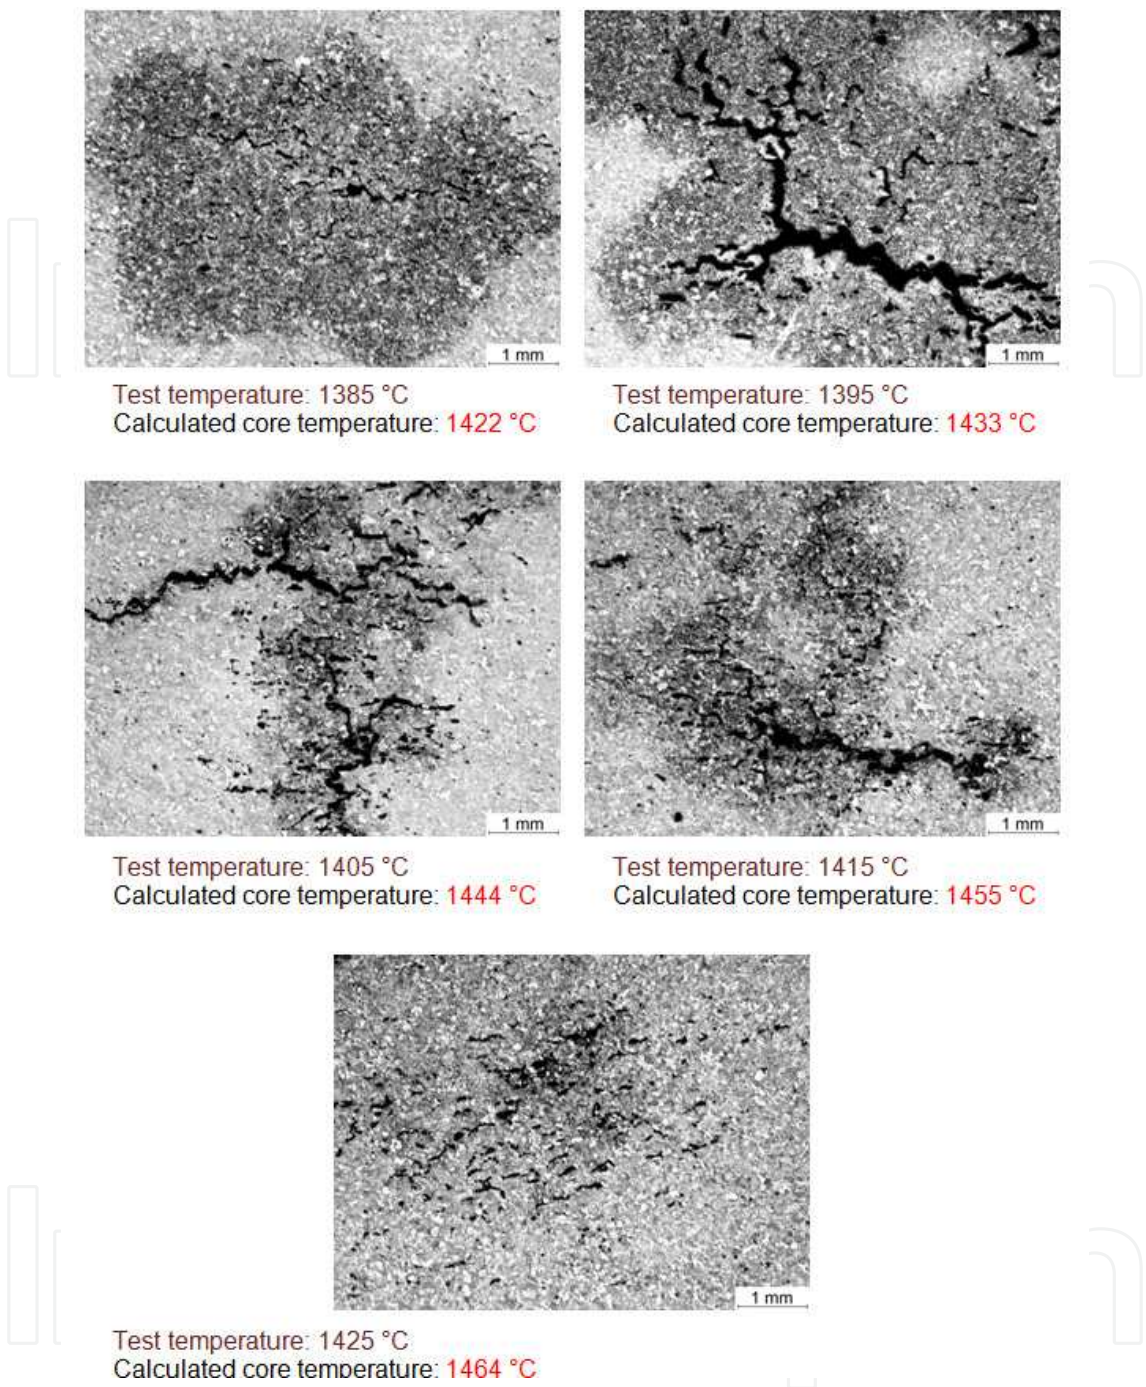 1 mm
1 mm
Test temperature: 1385 °C
Calculated core temperature: 1422 °C
Test temperature: 1395 °C
Calculated core temperature: 1433 °C
1 mm
1 mm
Test temperature: 1405 °C
Calculated core temperature: 1444 °C
Test temperature: 1415 °C
Calculated core temperature: 1455 °C
1 mm
Test temperature: 1425 °C
Calculated core temperature: 1464 °C